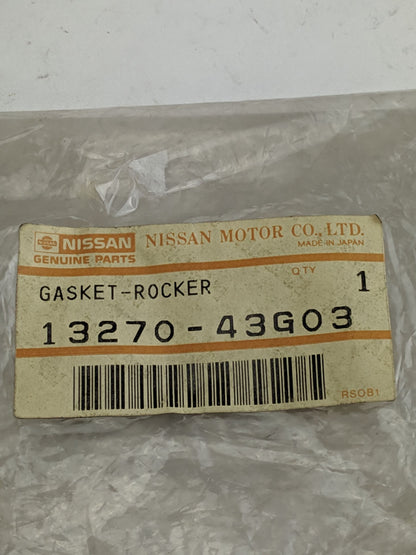 NISSAN NISSAN MOTOR CO., LTD.
GENUINE PARTS MADE IN JAPAN
QTY
GASKET-ROCKER 1
13270-43G03
RSOB1